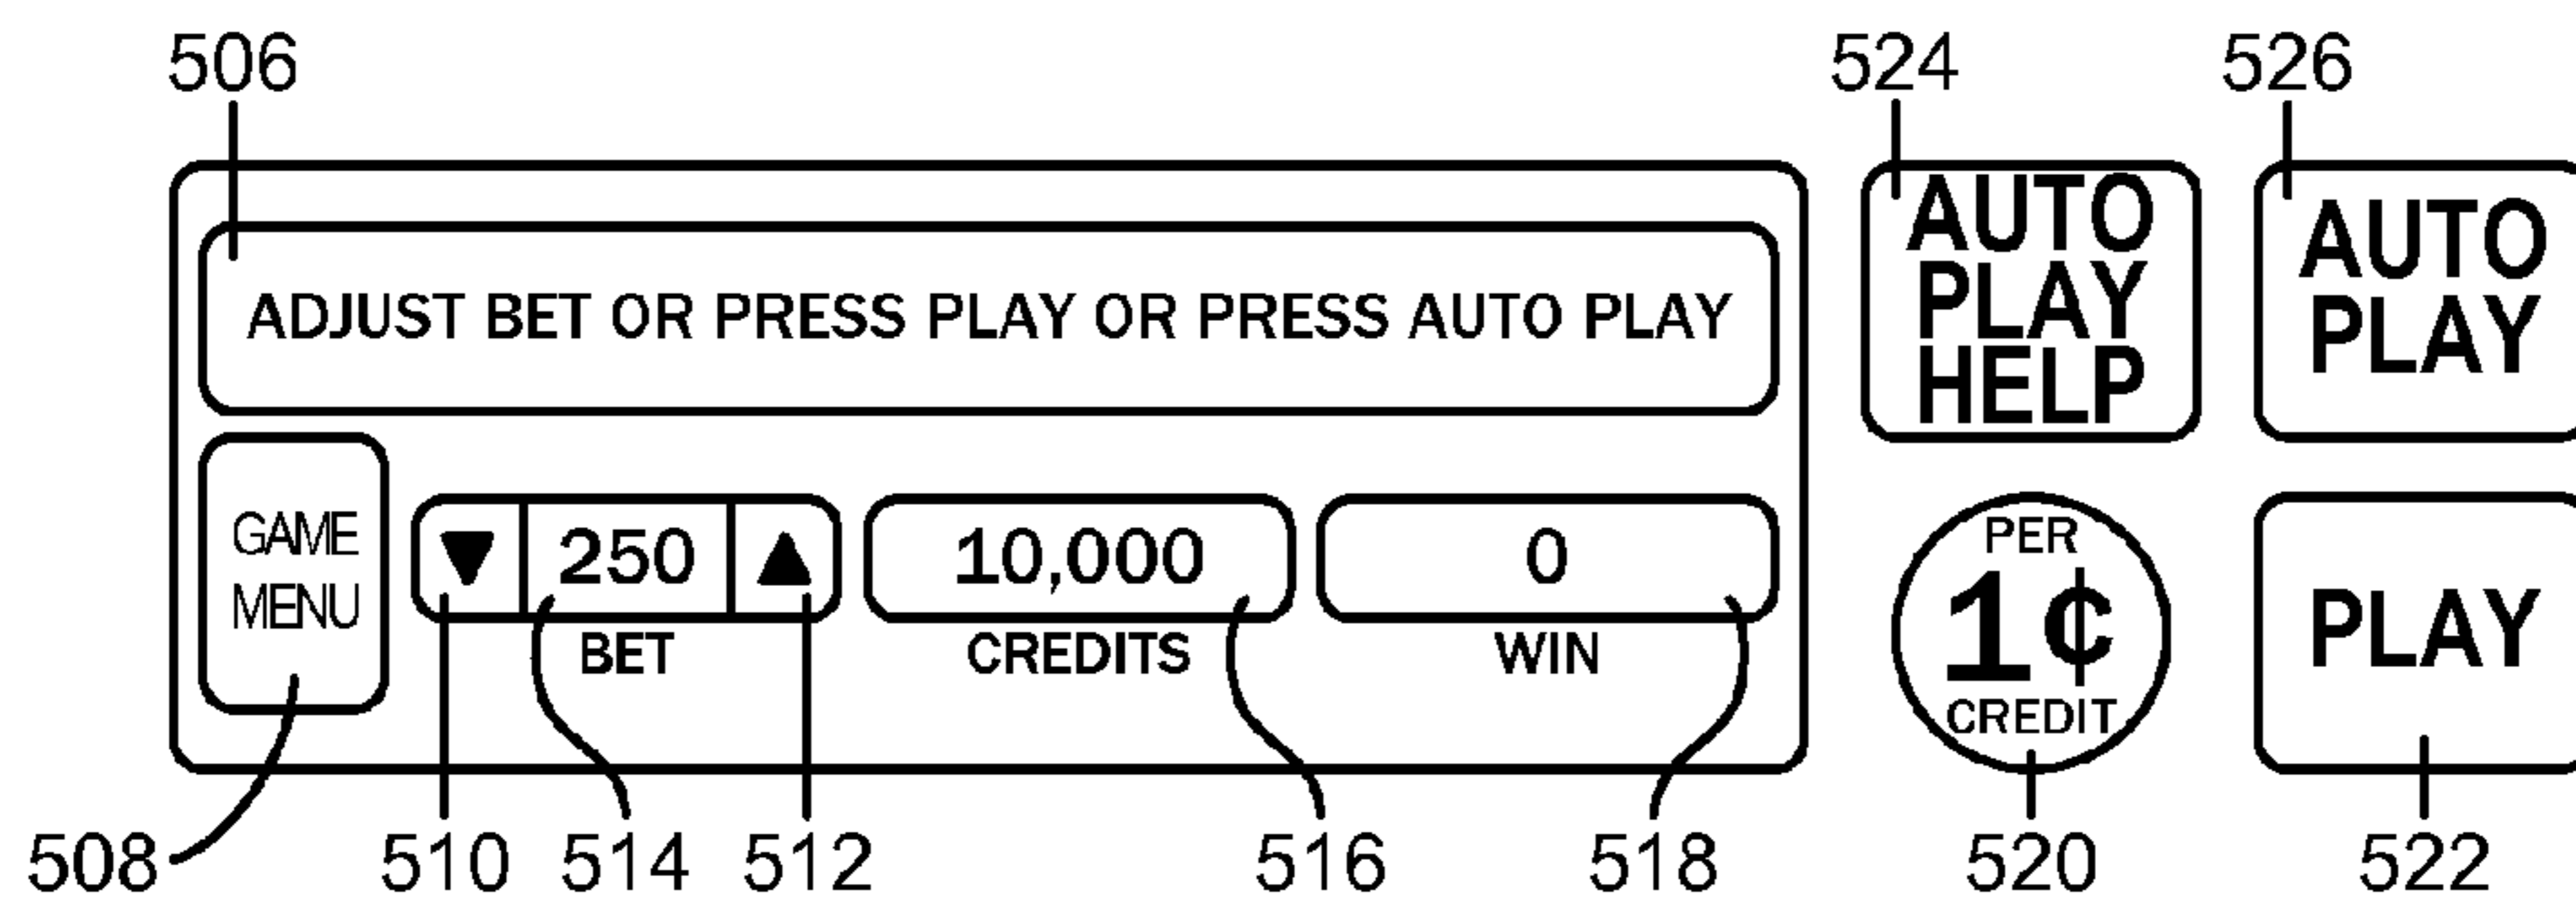 506
524
526
ADJUST BET OR PRESS PLAY OR PRESS AUTO PLAY
AUTO
PLAY
HELP
AUTO
PLAY
GAME
MENU
▼ 250 ▲
BET
10,000
CREDITS
0
WIN
PER
1¢
CREDIT
PLAY
508
510
514
512
516
518
520
522